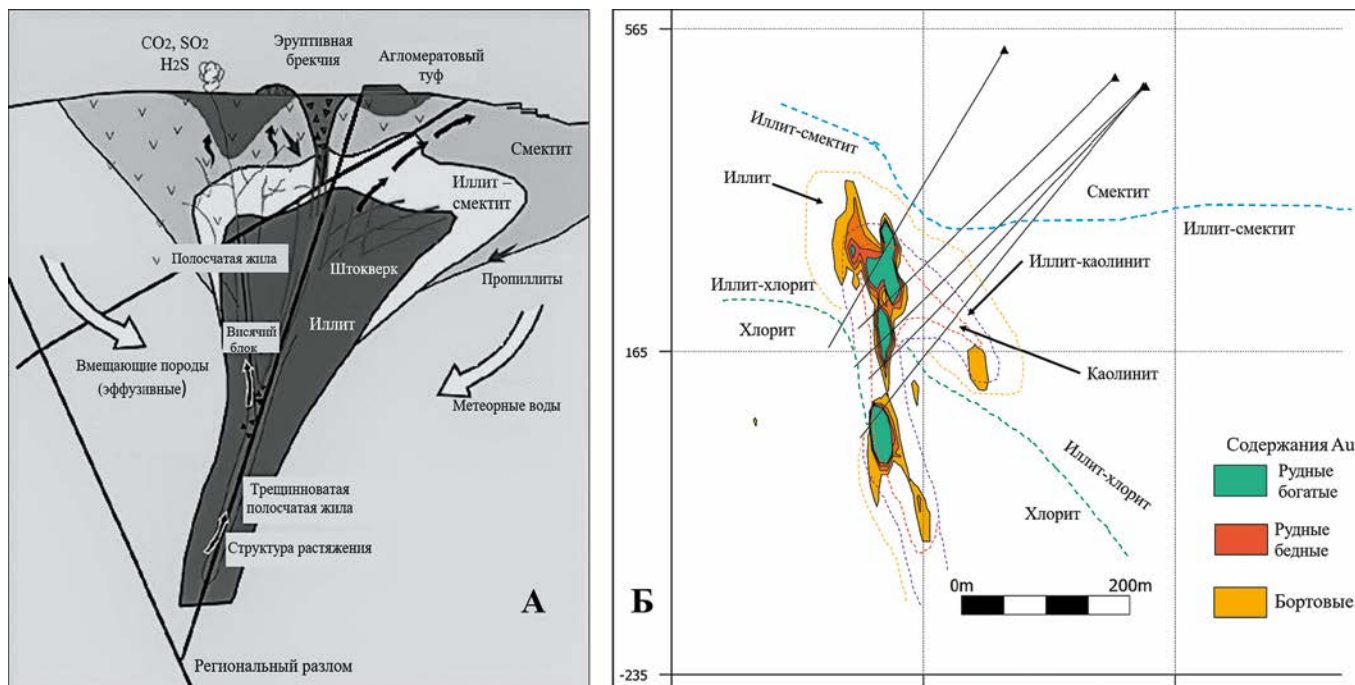 CO2, SO2
H2S
Эруптивная
брекчия
Агломератовый
туф
Смектит
Иллит –
смектит
Полосчатая жила
Штокверк
Пропиллиты
Иллит
Висячий
блок
Вмещающие породы
(эффузивные)
Метеорные воды
Трещинноватая
полосчатая жила
Структура растяжения
А
Региональный разлом
565
Иллит-смектит
Иллит
Смектит
Иллит-смектит
Иллит-каолинит
Иллит-хлорит
Хлорит
165
Каолинит
Содержания Au
Рудные
богатые
Иллит-хлорит
Хлорит
Рудные
бедные
0m
200m
Бортовые
Б
-235